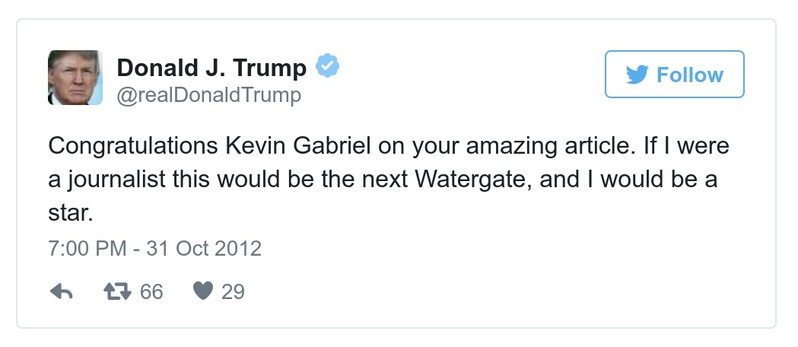 Donald J. Trump
@realDonaldTrump
Follow
Congratulations Kevin Gabriel on your amazing article. If I were
a journalist this would be the next Watergate, and I would be a
star.
7:00 PM - 31 Oct 2012
66
29